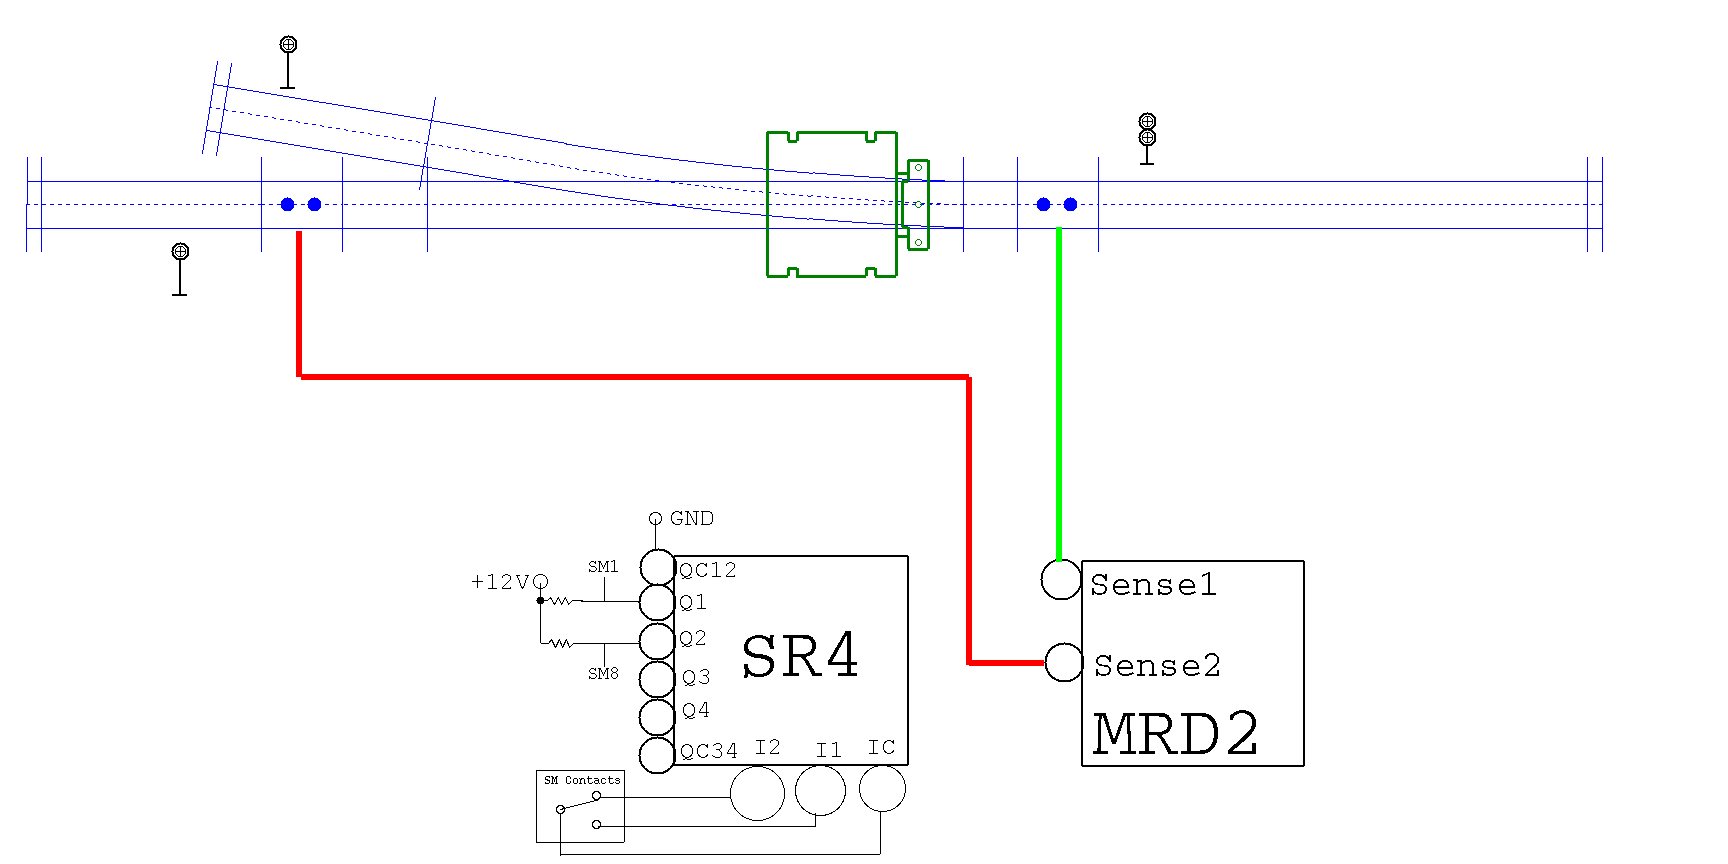 GND
SM1
+12V
QC12
Q1
Q2
SM8
Q3
Q4
QC34
I2
I1
IC
SR4
SM Contacts
Sense1
Sense2
MRD2